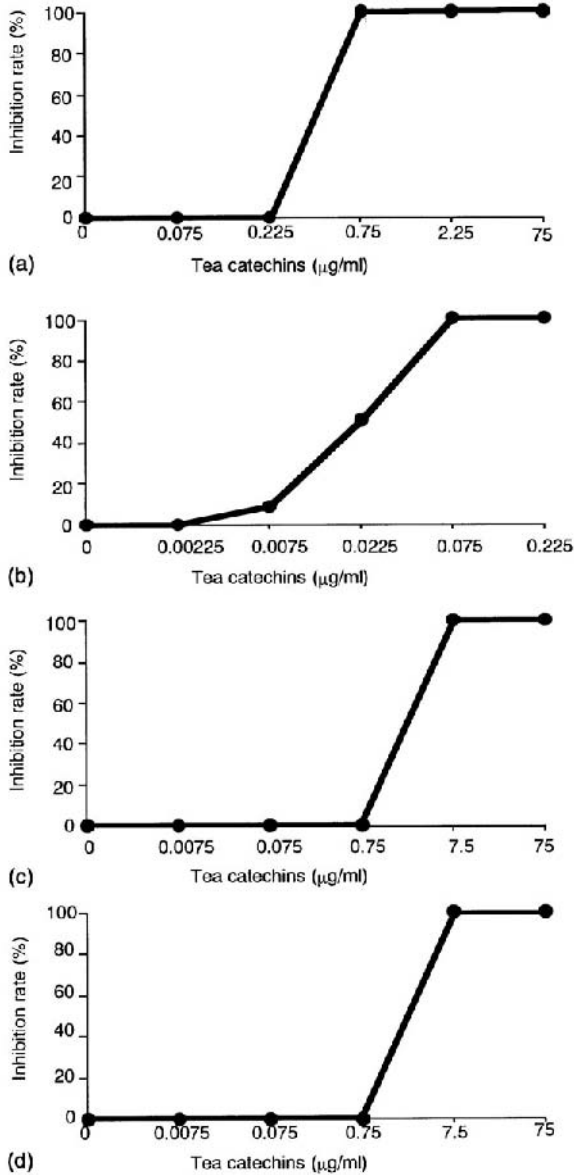 Inhibition rate (%)
100
80
60
40
20
0
0 0.075 0.225 0.75 2.25 75
(a) Tea catechins (μg/ml)
Inhibition rate (%)
100
80
60
40
20
0
0 0.00225 0.0075 0.0225 0.075 0.225
(b) Tea catechins (μg/ml)
Inhibition rate (%)
100
80
60
40
20
0
0 0.0075 0.075 0.75 7.5 75
(c) Tea catechins (μg/ml)
Inhibition rate (%)
100
80
60
40
20
0
0 0.0075 0.075 0.75 7.5 75
(d) Tea catechins (μg/ml)